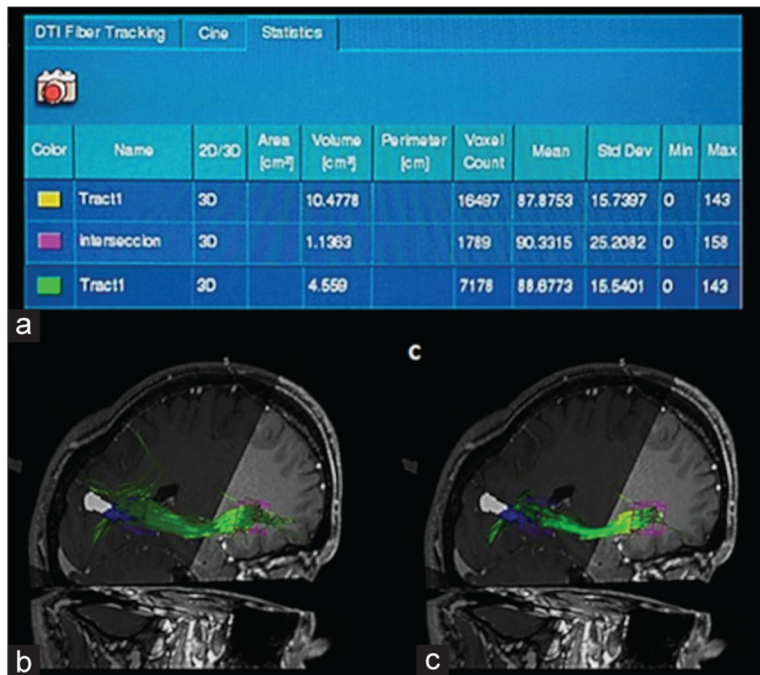 DTI Fiber Tracking Cine Statistics
Color Name 2D/3D Area [cm²] Volume [cm³] Perimeter [cm] Voxel Count Mean Std Dev Min Max
Tract1 3D 10.4778 16497 87.8753 15.7397 0 143
interseccion 3D 1.1363 1789 90.3315 25.2082 0 158
Tract1 3D 4.559 7178 88.6773 15.5401 0 143
a
c
S S
b
c